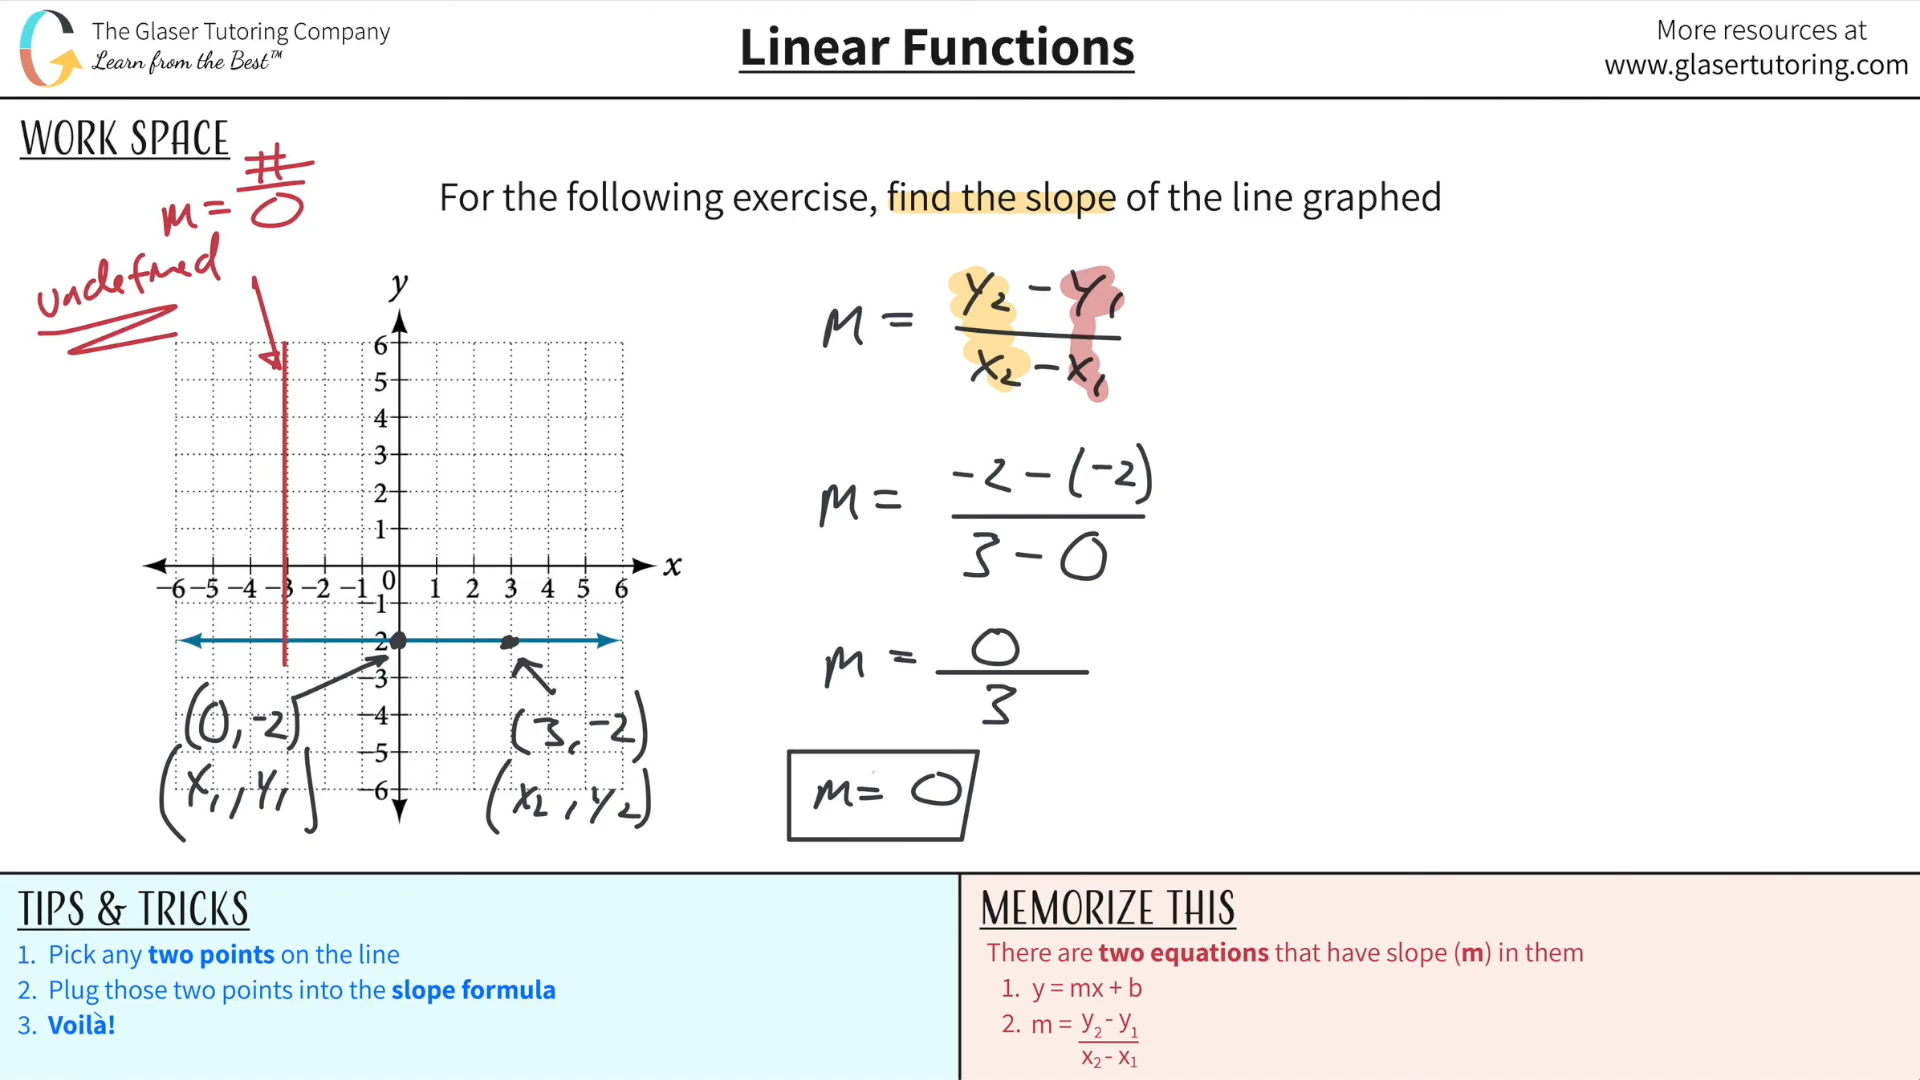 The Glaser Tutoring Company
Learn from the Best™
Linear Functions
More resources at
www.glasertutoring.com
WORK SPACE
m = #/0
undefined
For the following exercise, find the slope of the line graphed
y
6
5
4
3
2
1
x
–6 –5 –4 –3 –2 –1 0 1 2 3 4 5 6
–1
2
–3
–4
–5
–6
(0, -2)
(x₁, y₁)
(3, -2)
(x₂, y₂)
m = y₂ - y₁ / x₂ - x₁
m = -2 - (-2) / 3 - 0
m = 0 / 3
m = 0
TIPS & TRICKS
1. Pick any two points on the line
2. Plug those two points into the slope formula
3. Voilà!
MEMORIZE THIS
There are two equations that have slope (m) in them
1. y = mx + b
2. m = y₂ - y₁ / x₂ - x₁